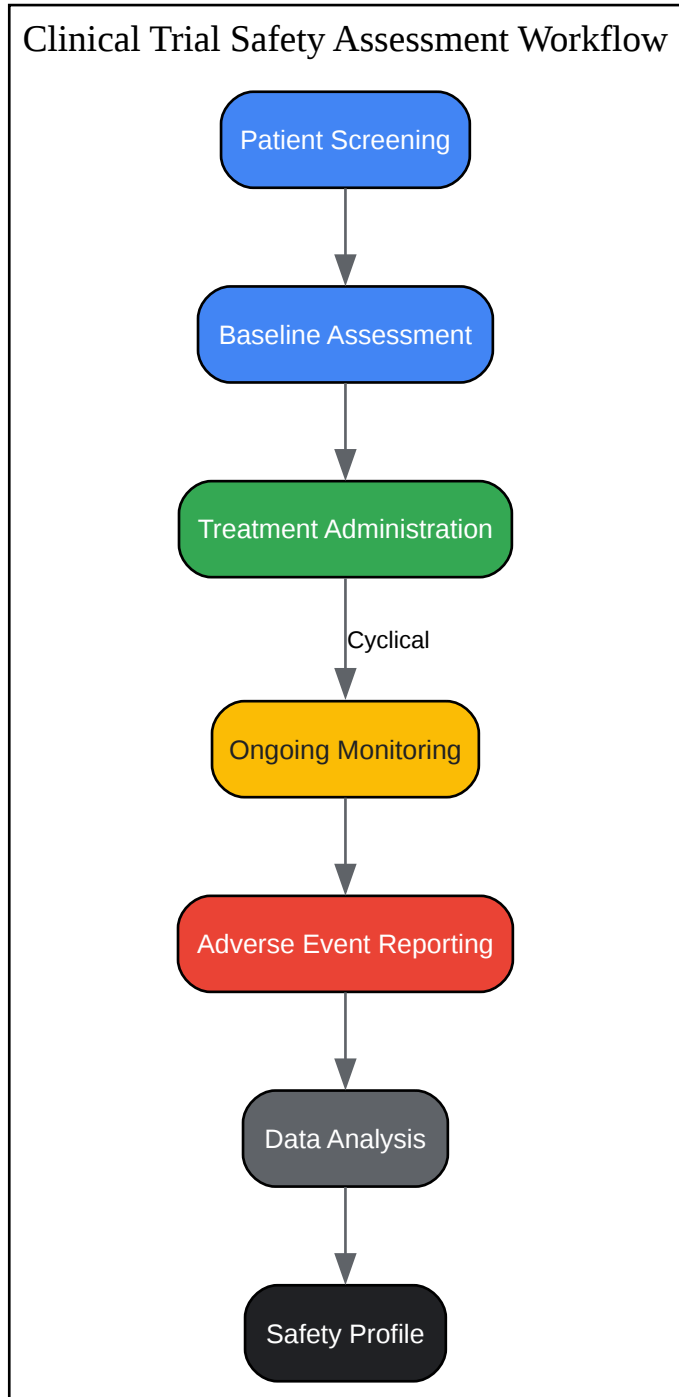 Clinical Trial Safety Assessment Workflow
Patient Screening
Baseline Assessment
Treatment Administration
Cyclical
Ongoing Monitoring
Adverse Event Reporting
Data Analysis
Safety Profile